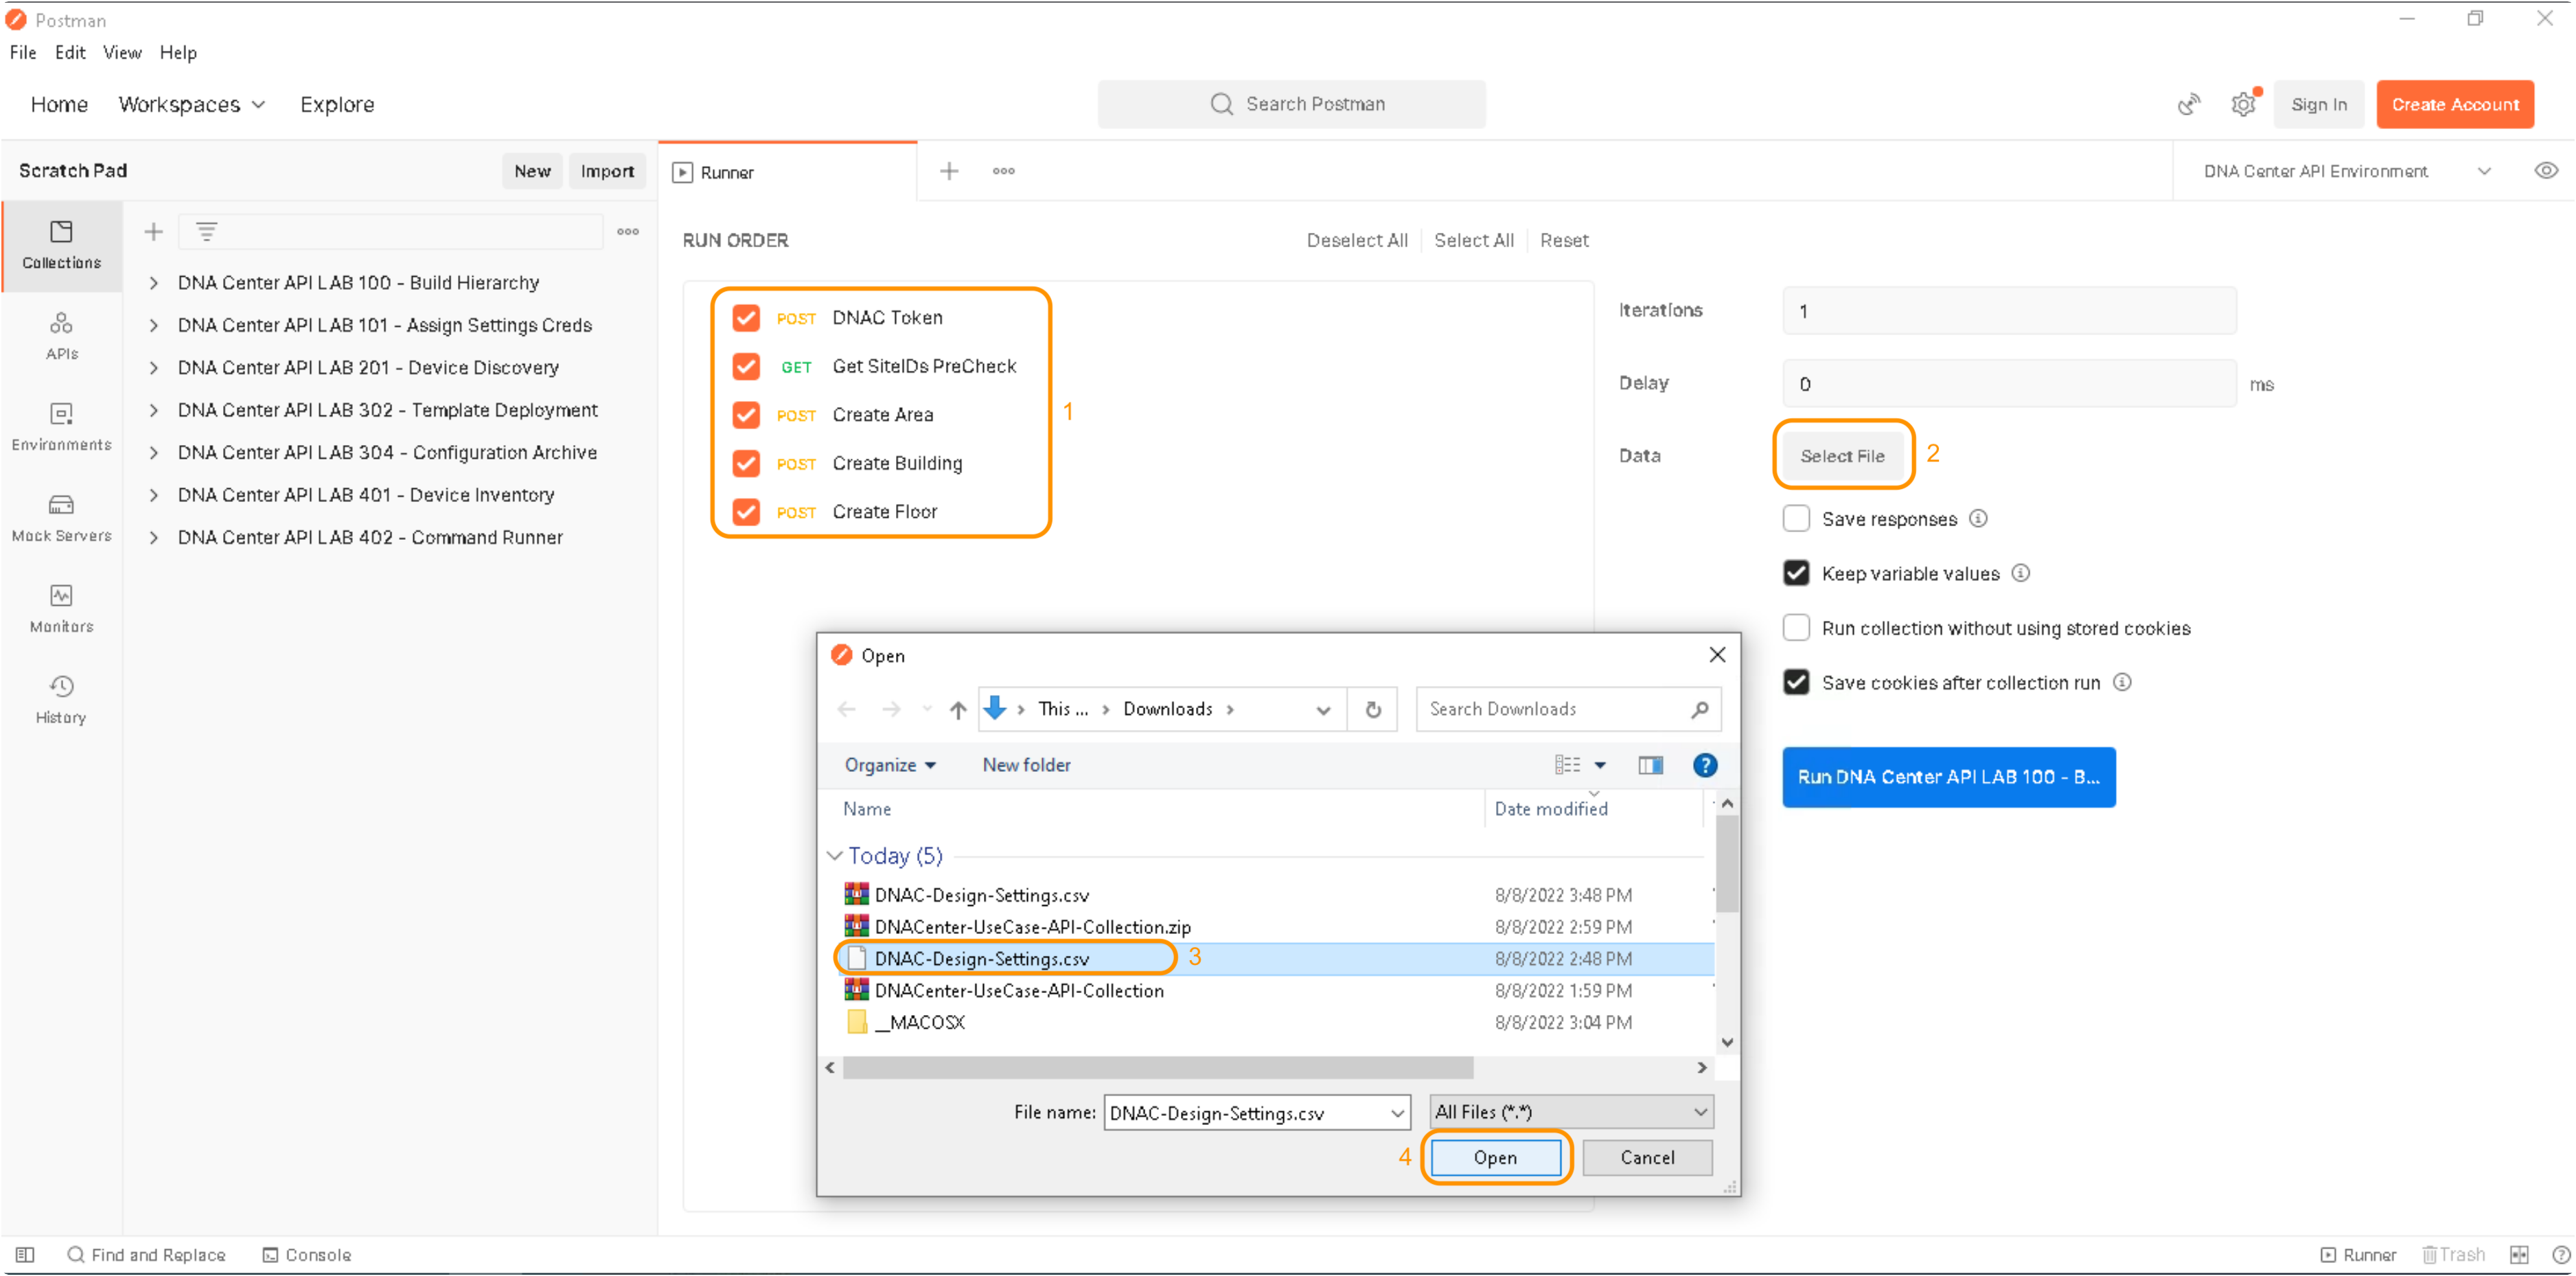 Postman
File Edit View Help
Home Workspaces Explore
Search Postman
Sign In
Create Account
Scratch Pad
New
Import
Runner
DNA Center API Environment
Collections
APIs
Environments
Mock Servers
Monitors
History
DNA Center API LAB 100 - Build Hierarchy
DNA Center API LAB 101 - Assign Settings Creds
DNA Center API LAB 201 - Device Discovery
DNA Center API LAB 302 - Template Deployment
DNA Center API LAB 304 - Configuration Archive
DNA Center API LAB 401 - Device Inventory
DNA Center API LAB 402 - Command Runner
RUN ORDER
Deselect All Select All Reset
POST DNAC Token
GET Get SiteIDs PreCheck
POST Create Area
POST Create Building
POST Create Floor
1
Iterations 1
Delay 0 ms
Data Select File 2
Save responses
Keep variable values
Run collection without using stored cookies
Save cookies after collection run
Run DNA Center API LAB 100 - B...
Open
This ... > Downloads >
Search Downloads
Organize New folder
Name Date modified
Today (5)
DNAC-Design-Settings.csv 8/8/2022 3:48 PM
DNACenter-UseCase-API-Collection.zip 8/8/2022 2:59 PM
DNAC-Design-Settings.csv 3 8/8/2022 2:48 PM
DNACenter-UseCase-API-Collection 8/8/2022 1:59 PM
__MACOSX 8/8/2022 3:04 PM
File name: DNAC-Design-Settings.csv All Files (*.*)
4 Open Cancel
Find and Replace Console
Runner Trash